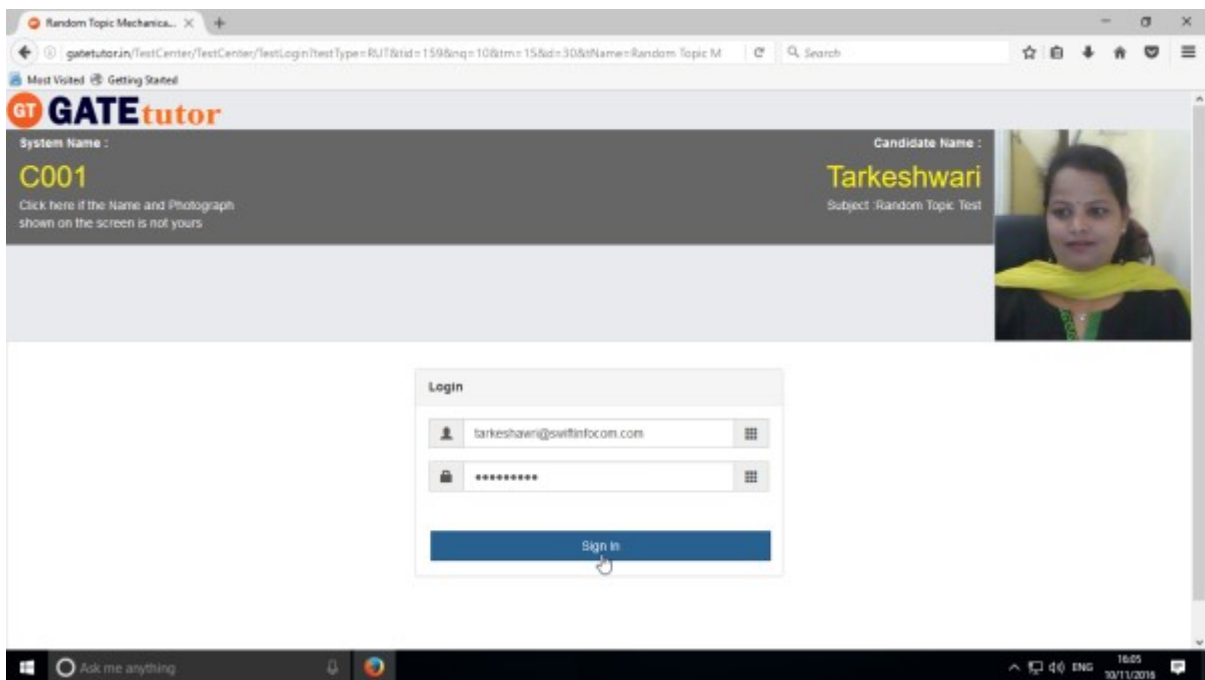 Random Topic Mechanica...
gatetutor.in/TestCenter/TestCenter/TestLogin?testType=RUT&tid=159&nq=10&tm=15&d=30&tName=Random Topic M
Search
Most Visited Getting Started
GT GATEtutor
System Name :
C001
Click here if the Name and Photograph
shown on the screen is not yours
Candidate Name :
Tarkeshwari
Subject :Random Topic Test
Login
tarkeshawri@swiftinfocom.com
Sign In
Ask me anything
ENG
16:05
10/11/2016